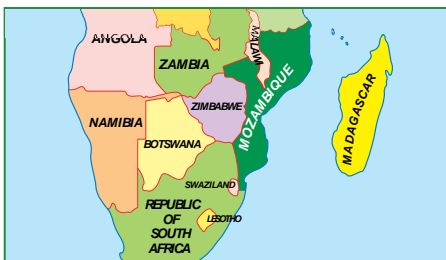 ANGOLA
MALAWI
ZAMBIA
MOZAMBIQUE
ZIMBABWE
MADAGASCAR
NAMIBIA
BOTSWANA
SWAZILAND
REPUBLIC
OF
SOUTH
AFRICA
LESOTHO